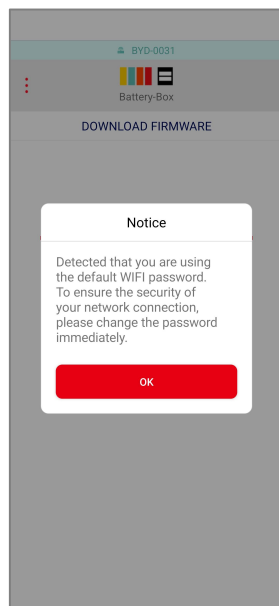 BYD-0031
Battery-Box
DOWNLOAD FIRMWARE
Notice
Detected that you are using
the default WIFI password.
To ensure the security of
your network connection,
please change the password
immediately.
OK